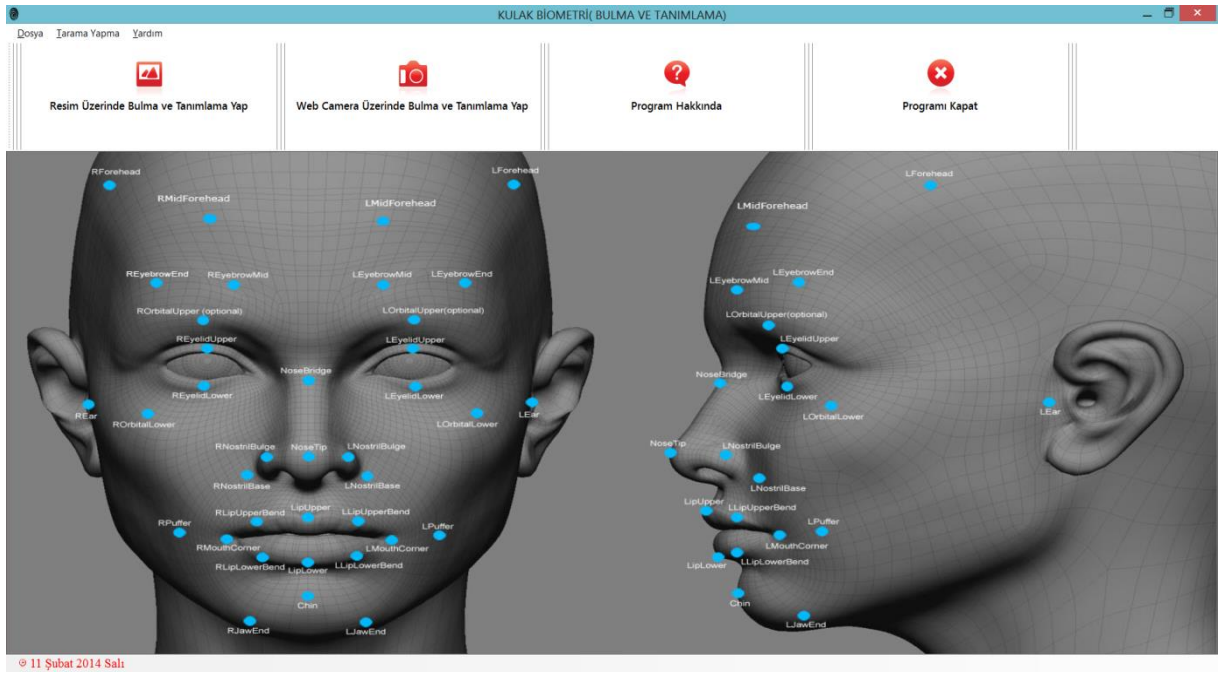 KULAK BİOMETRİ( BULMA VE TANIMLAMA)
Dosya Tarama Yapma Yardım
Resim Üzerinde Bulma ve Tanımlama Yap
Web Camera Üzerinde Bulma ve Tanımlama Yap
Program Hakkında
Programı Kapat
RForehead
LForehead
RMidForehead
LMidForehead
REyebrowEnd
REyebrowMid
LEyebrowMid
LEyebrowEnd
ROrbitalUpper (optional)
LOrbitalUpper(optional)
REyelidUpper
LEyelidUpper
NoseBridge
REyelidLower
LEyelidLower
REar
LEar
ROrbitalLower
LOrbitalLower
RNostrilBulge
NoseTip
LNostrilBulge
RNostrilBase
LNostrilBase
RLipUpperBend
LipUpper
LLipUpperBend
RPuffer
LPuffer
RMouthCorner
LMouthCorner
RLipLowerBend
LipLower
LLipLowerBend
Chin
RJawEnd
LJawEnd
LForehead
LMidForehead
LEyebrowMid
LEyebrowEnd
LOrbitalUpper(optional)
LEyelidUpper
NoseBridge
LEyelidLower
LOrbitalLower
LEar
NoseTip
LNostrilBulge
LNostrilBase
LipUpper
LLipUpperBend
LPuffer
LMouthCorner
LipLower
LLipLowerBend
Chin
LJawEnd
11 Şubat 2014 Salı